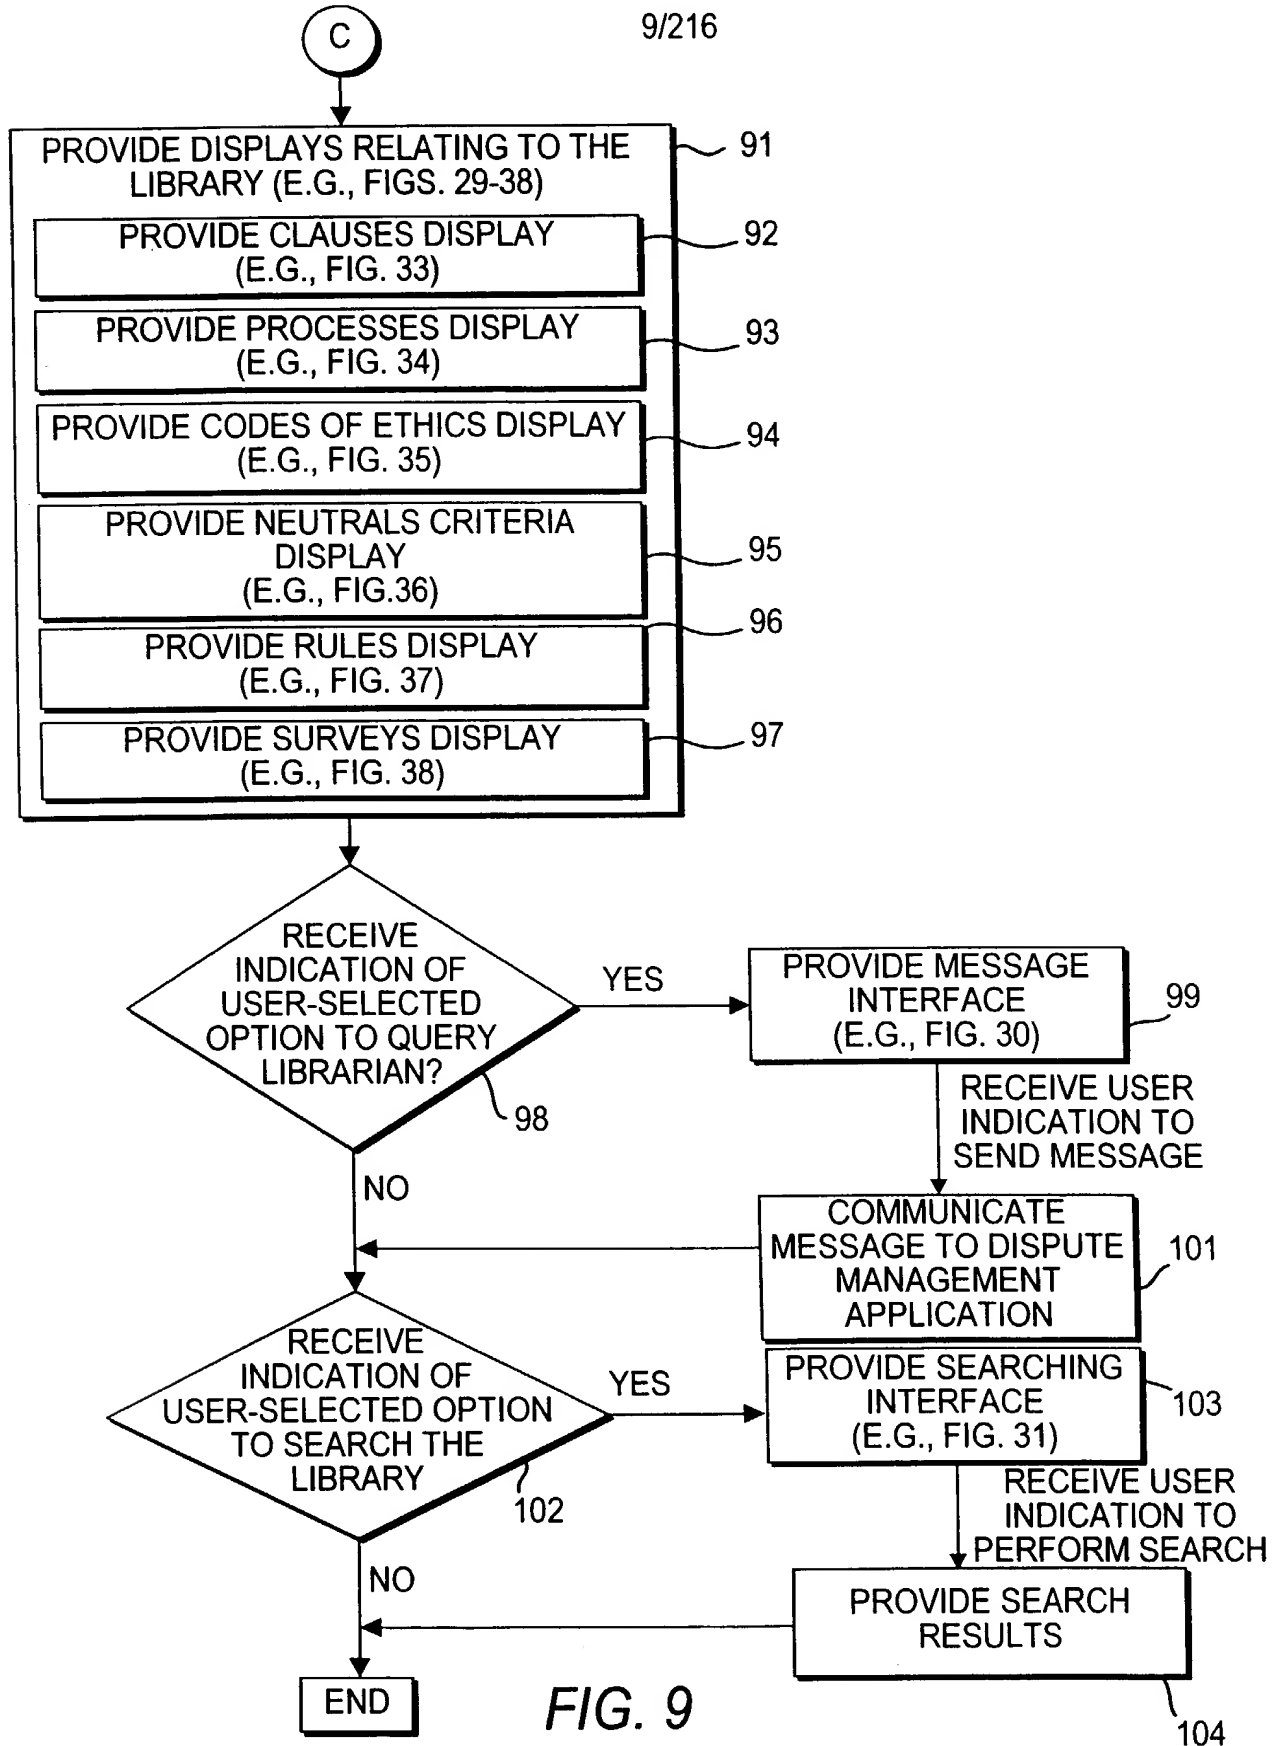 9/216
C
PROVIDE DISPLAYS RELATING TO THE
LIBRARY (E.G., FIGS. 29-38)
91
PROVIDE CLAUSES DISPLAY
(E.G., FIG. 33)
92
PROVIDE PROCESSES DISPLAY
(E.G., FIG. 34)
93
PROVIDE CODES OF ETHICS DISPLAY
(E.G., FIG. 35)
94
PROVIDE NEUTRALS CRITERIA
DISPLAY
(E.G., FIG.36)
95
PROVIDE RULES DISPLAY
(E.G., FIG. 37)
96
PROVIDE SURVEYS DISPLAY
(E.G., FIG. 38)
97
RECEIVE
INDICATION OF
USER-SELECTED
OPTION TO QUERY
LIBRARIAN?
98
YES
PROVIDE MESSAGE
INTERFACE
(E.G., FIG. 30)
99
RECEIVE USER
INDICATION TO
SEND MESSAGE
NO
COMMUNICATE
MESSAGE TO DISPUTE
MANAGEMENT
APPLICATION
101
RECEIVE
INDICATION OF
USER-SELECTED OPTION
TO SEARCH THE
LIBRARY
102
YES
PROVIDE SEARCHING
INTERFACE
(E.G., FIG. 31)
103
RECEIVE USER
INDICATION TO
PERFORM SEARCH
NO
PROVIDE SEARCH
RESULTS
104
END
FIG. 9